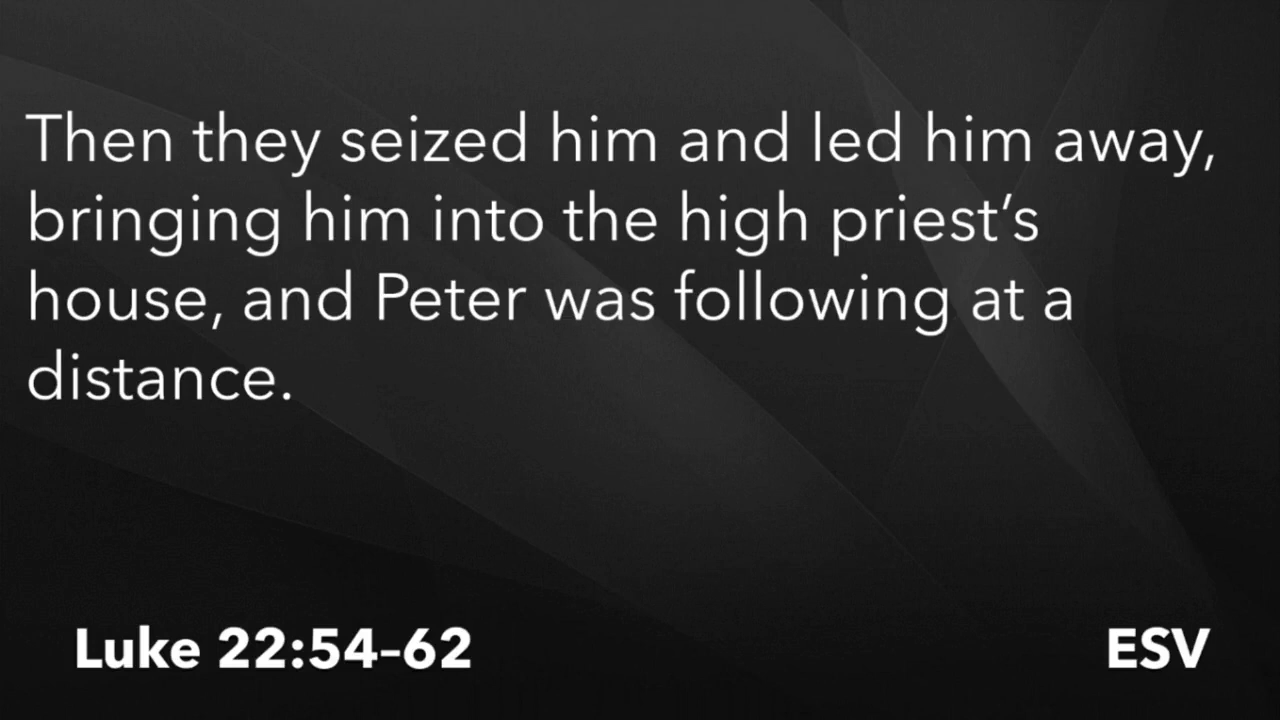 Then they seized him and led him away,
bringing him into the high priest’s
house, and Peter was following at a
distance.
Luke 22:54–62
ESV